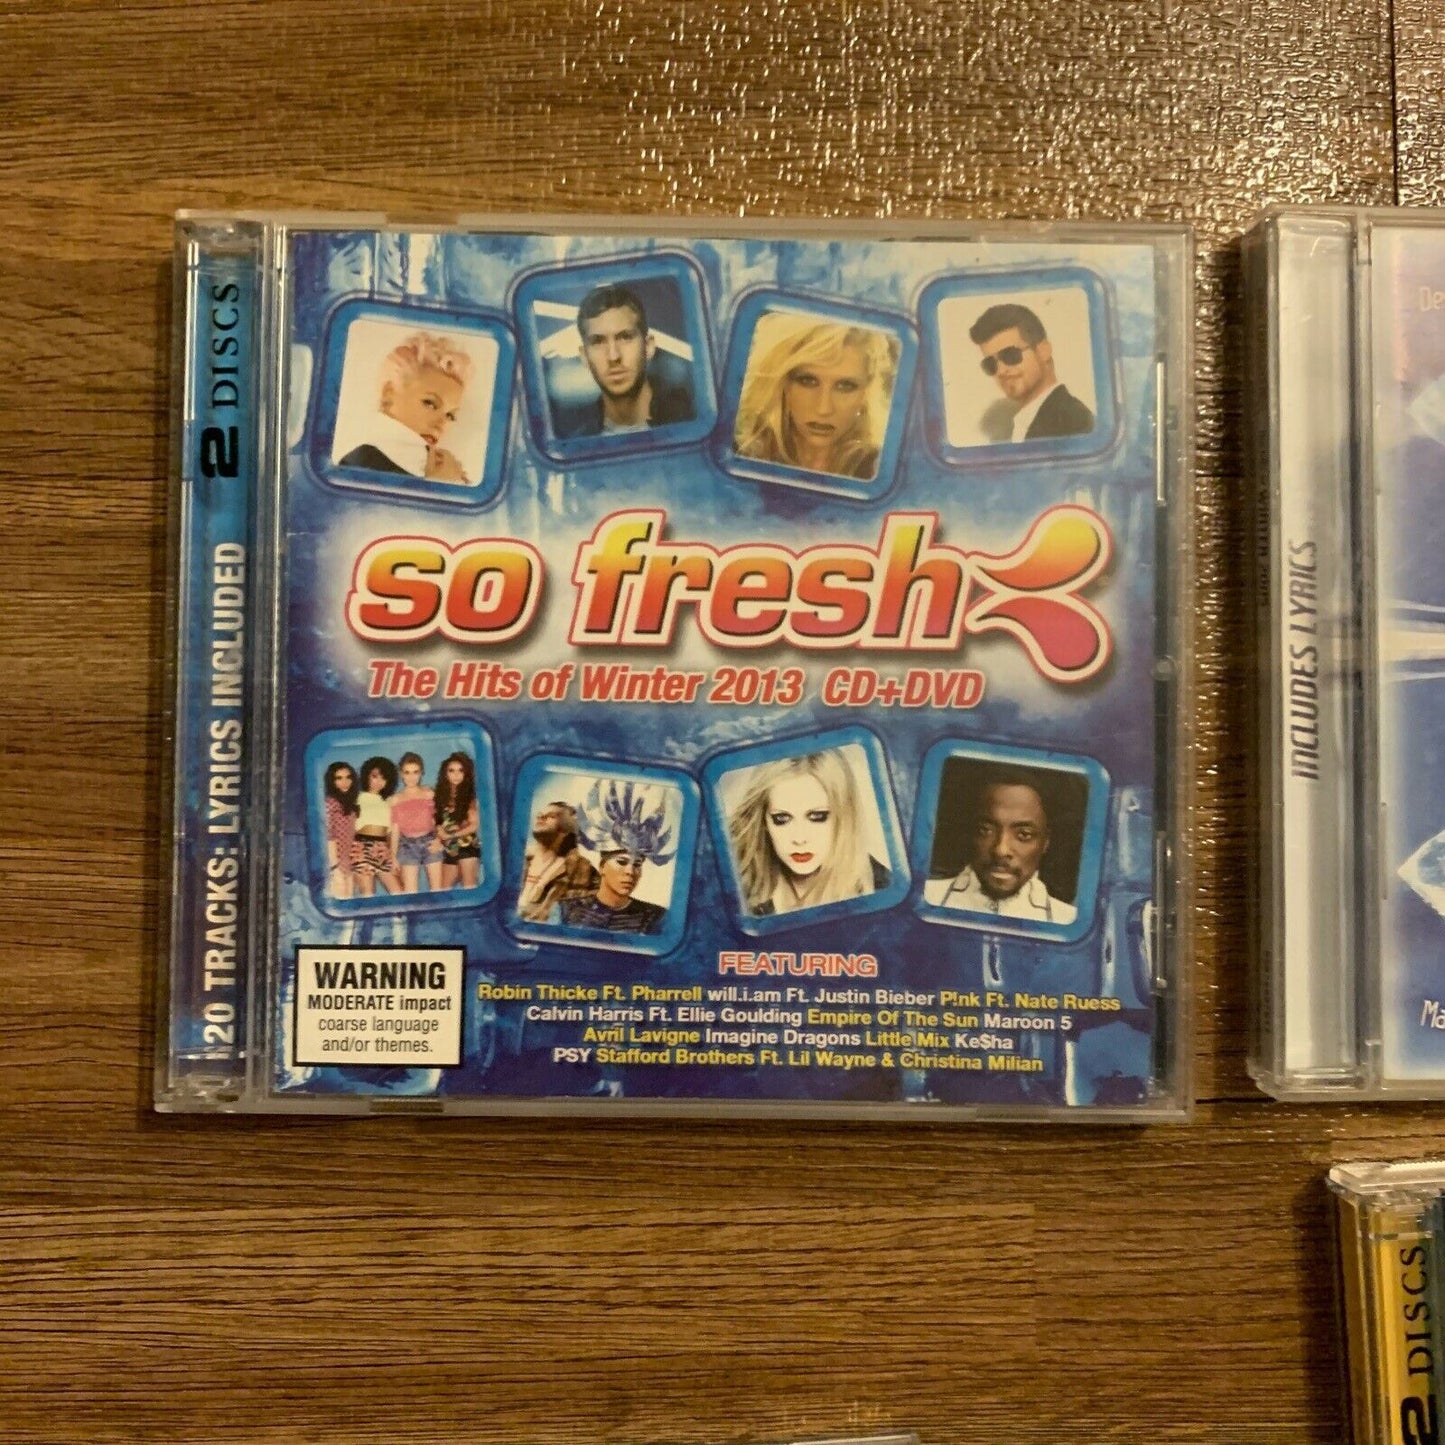 2 DISCS
20 TRACKS: LYRICS INCLUDED
so fresh
The Hits of Winter 2013 CD+DVD
WARNING
MODERATE impact
coarse language
and/or themes.
FEATURING
Robin Thicke Ft. Pharrell will.i.am Ft. Justin Bieber P!nk Ft. Nate Ruess
Calvin Harris Ft. Ellie Goulding Empire Of The Sun Maroon 5
Avril Lavigne Imagine Dragons Little Mix Ke$ha
PSY Stafford Brothers Ft. Lil Wayne & Christina Milian
INCLUDES LYRICS
De
Ma
2 DISCS